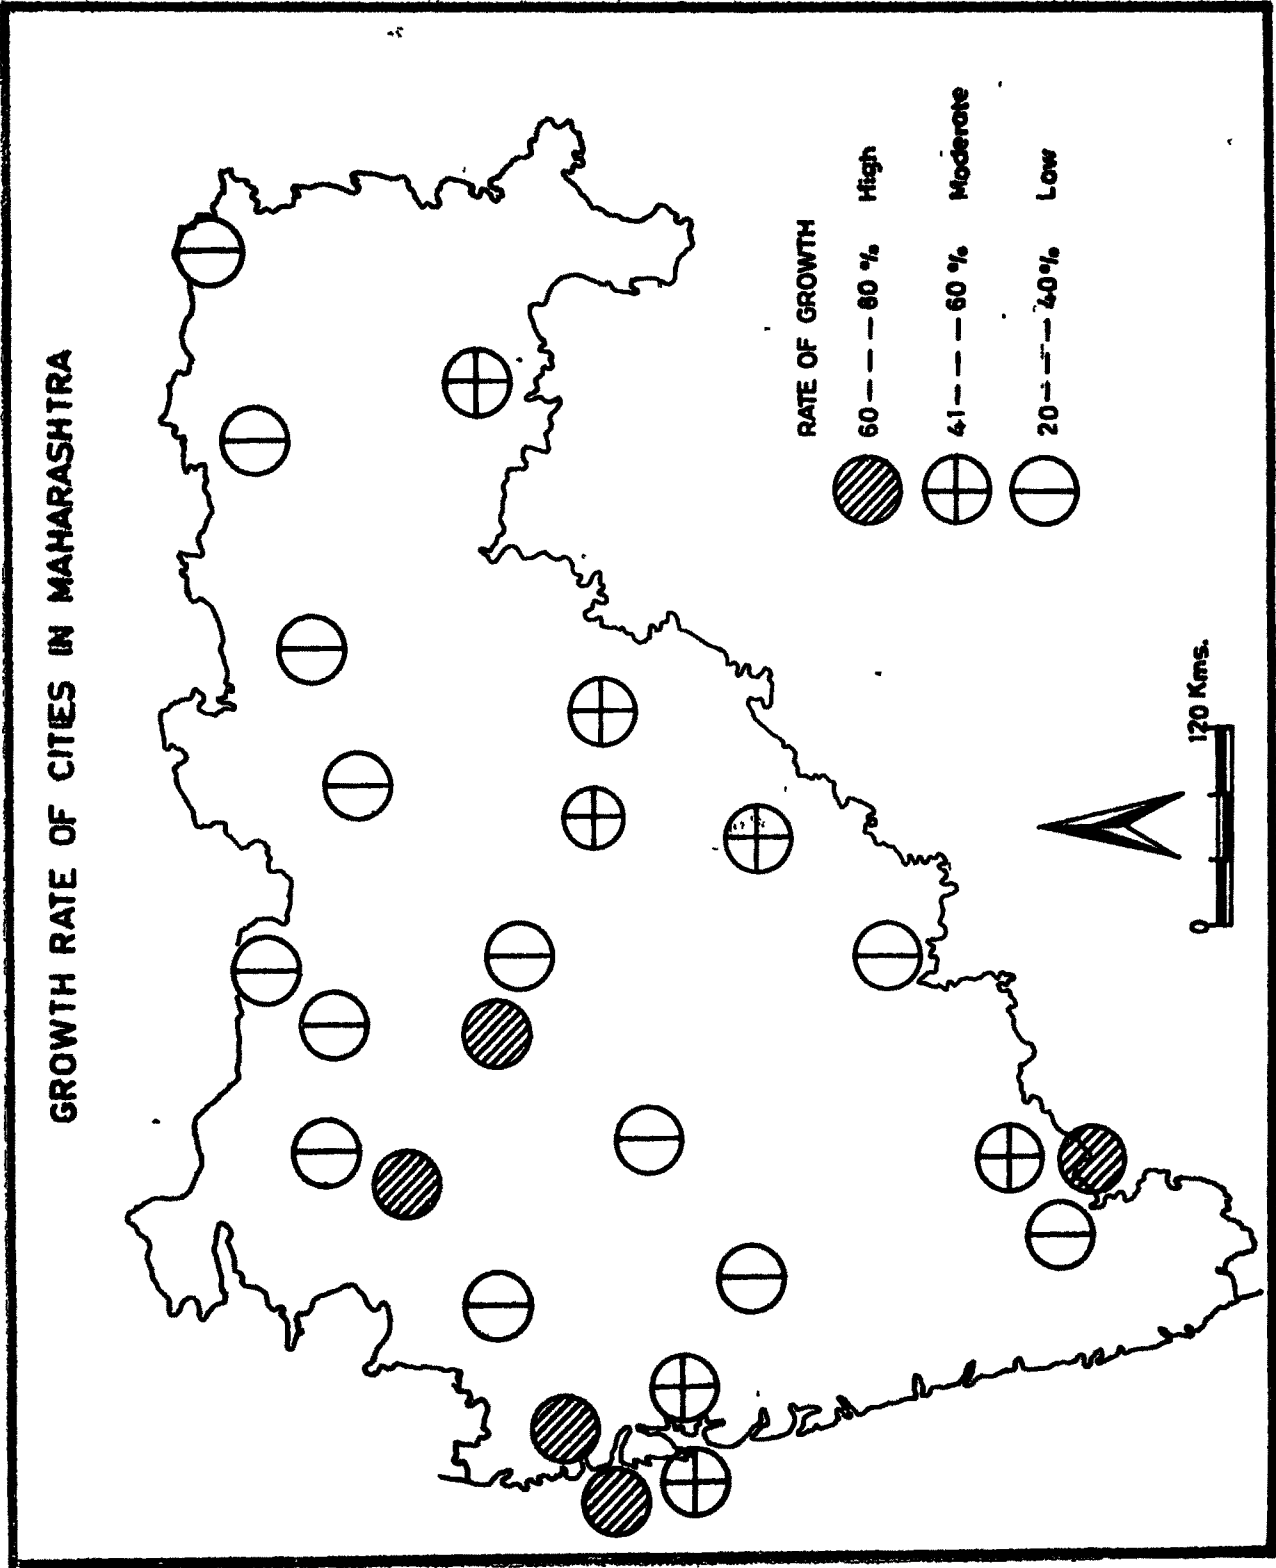 GROWTH RATE OF CITIES IN MAHARASHTRA
RATE OF GROWTH
60 — — — 80 % High
41 — — — 60 % Moderate
20 — — — 40% Low
0 120 Kms.